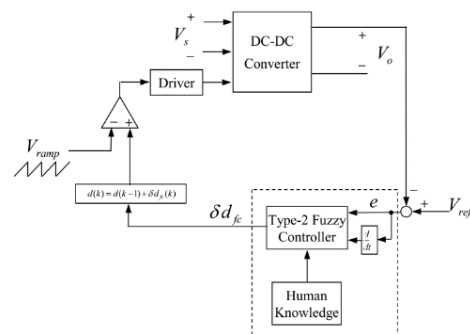 V_s
+
−
DC-DC
Converter
+
−
V_o
Driver
− +
V_ramp
d(k) = d(k−1) + δd_fc(k)
δd_fc
Type-2 Fuzzy
Controller
e
−
+
V_ref
d/dt
Human
Knowledge